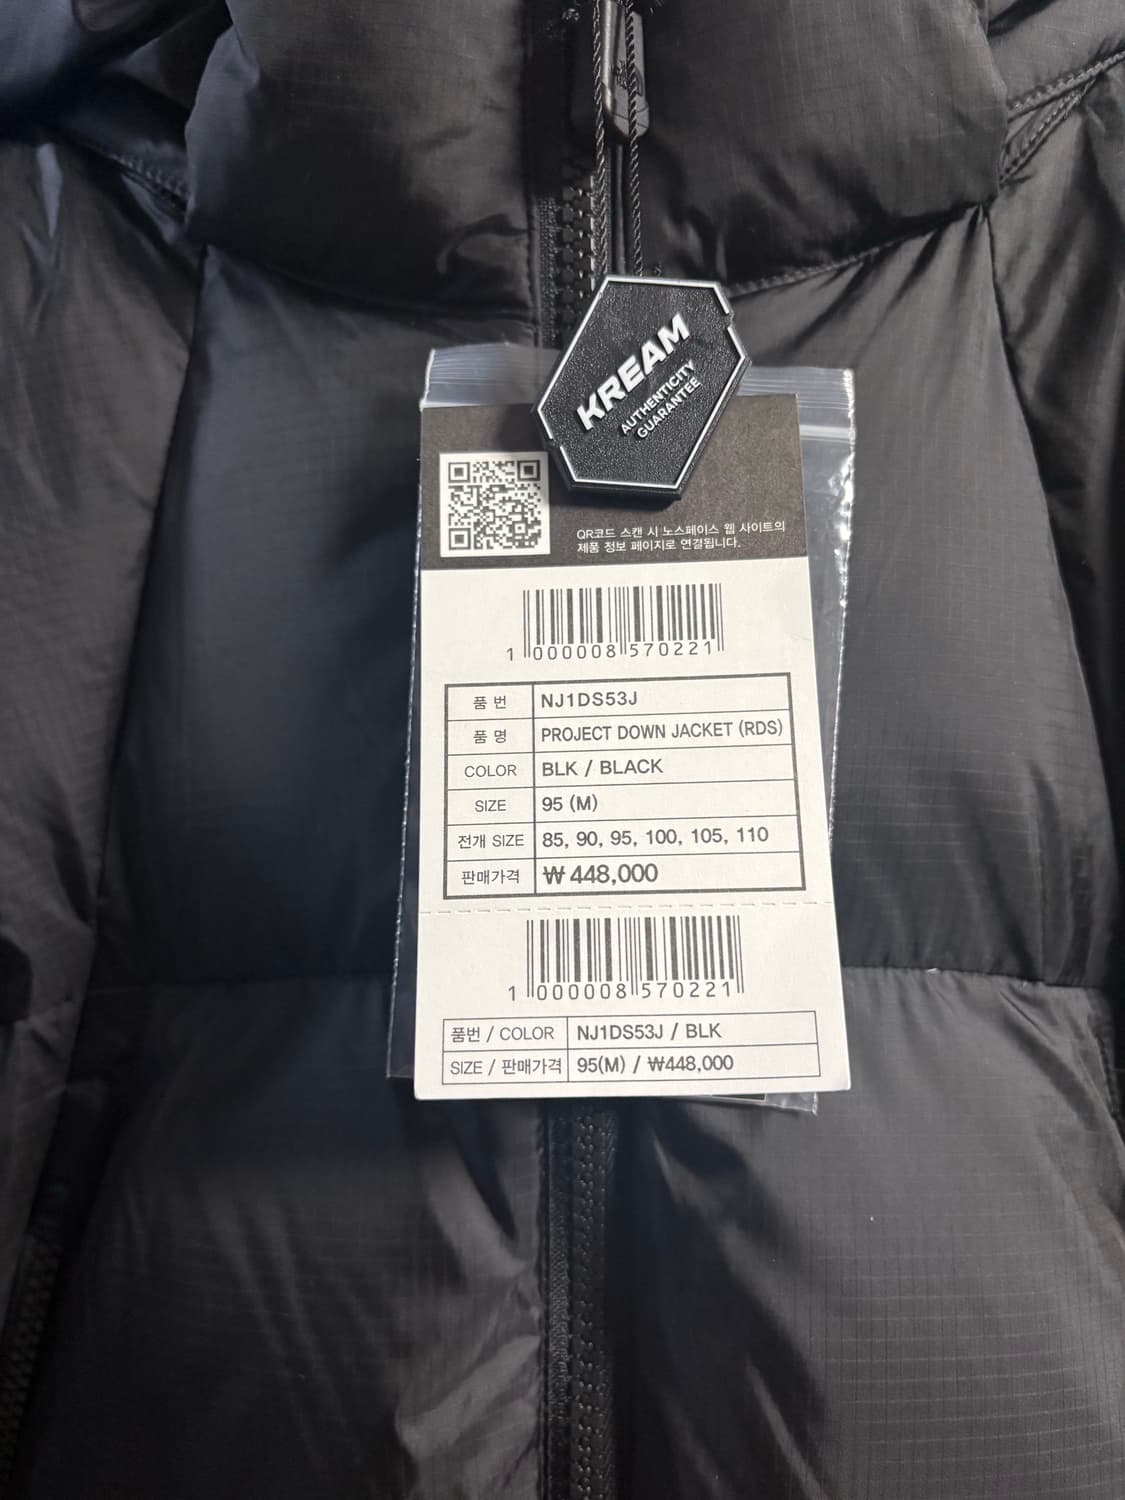 KREAM
AUTHENTICITY
GUARANTEE
QR코드 스캔 시 노스페이스 웹 사이트의
제품 정보 페이지로 연결됩니다.
1 000008 570221
품 번 NJ1DS53J
품 명 PROJECT DOWN JACKET (RDS)
COLOR BLK / BLACK
SIZE 95 (M)
전개 SIZE 85, 90, 95, 100, 105, 110
판매가격 ₩ 448,000
1 000008 570221
품번 / COLOR NJ1DS53J / BLK
SIZE / 판매가격 95(M) / ₩448,000